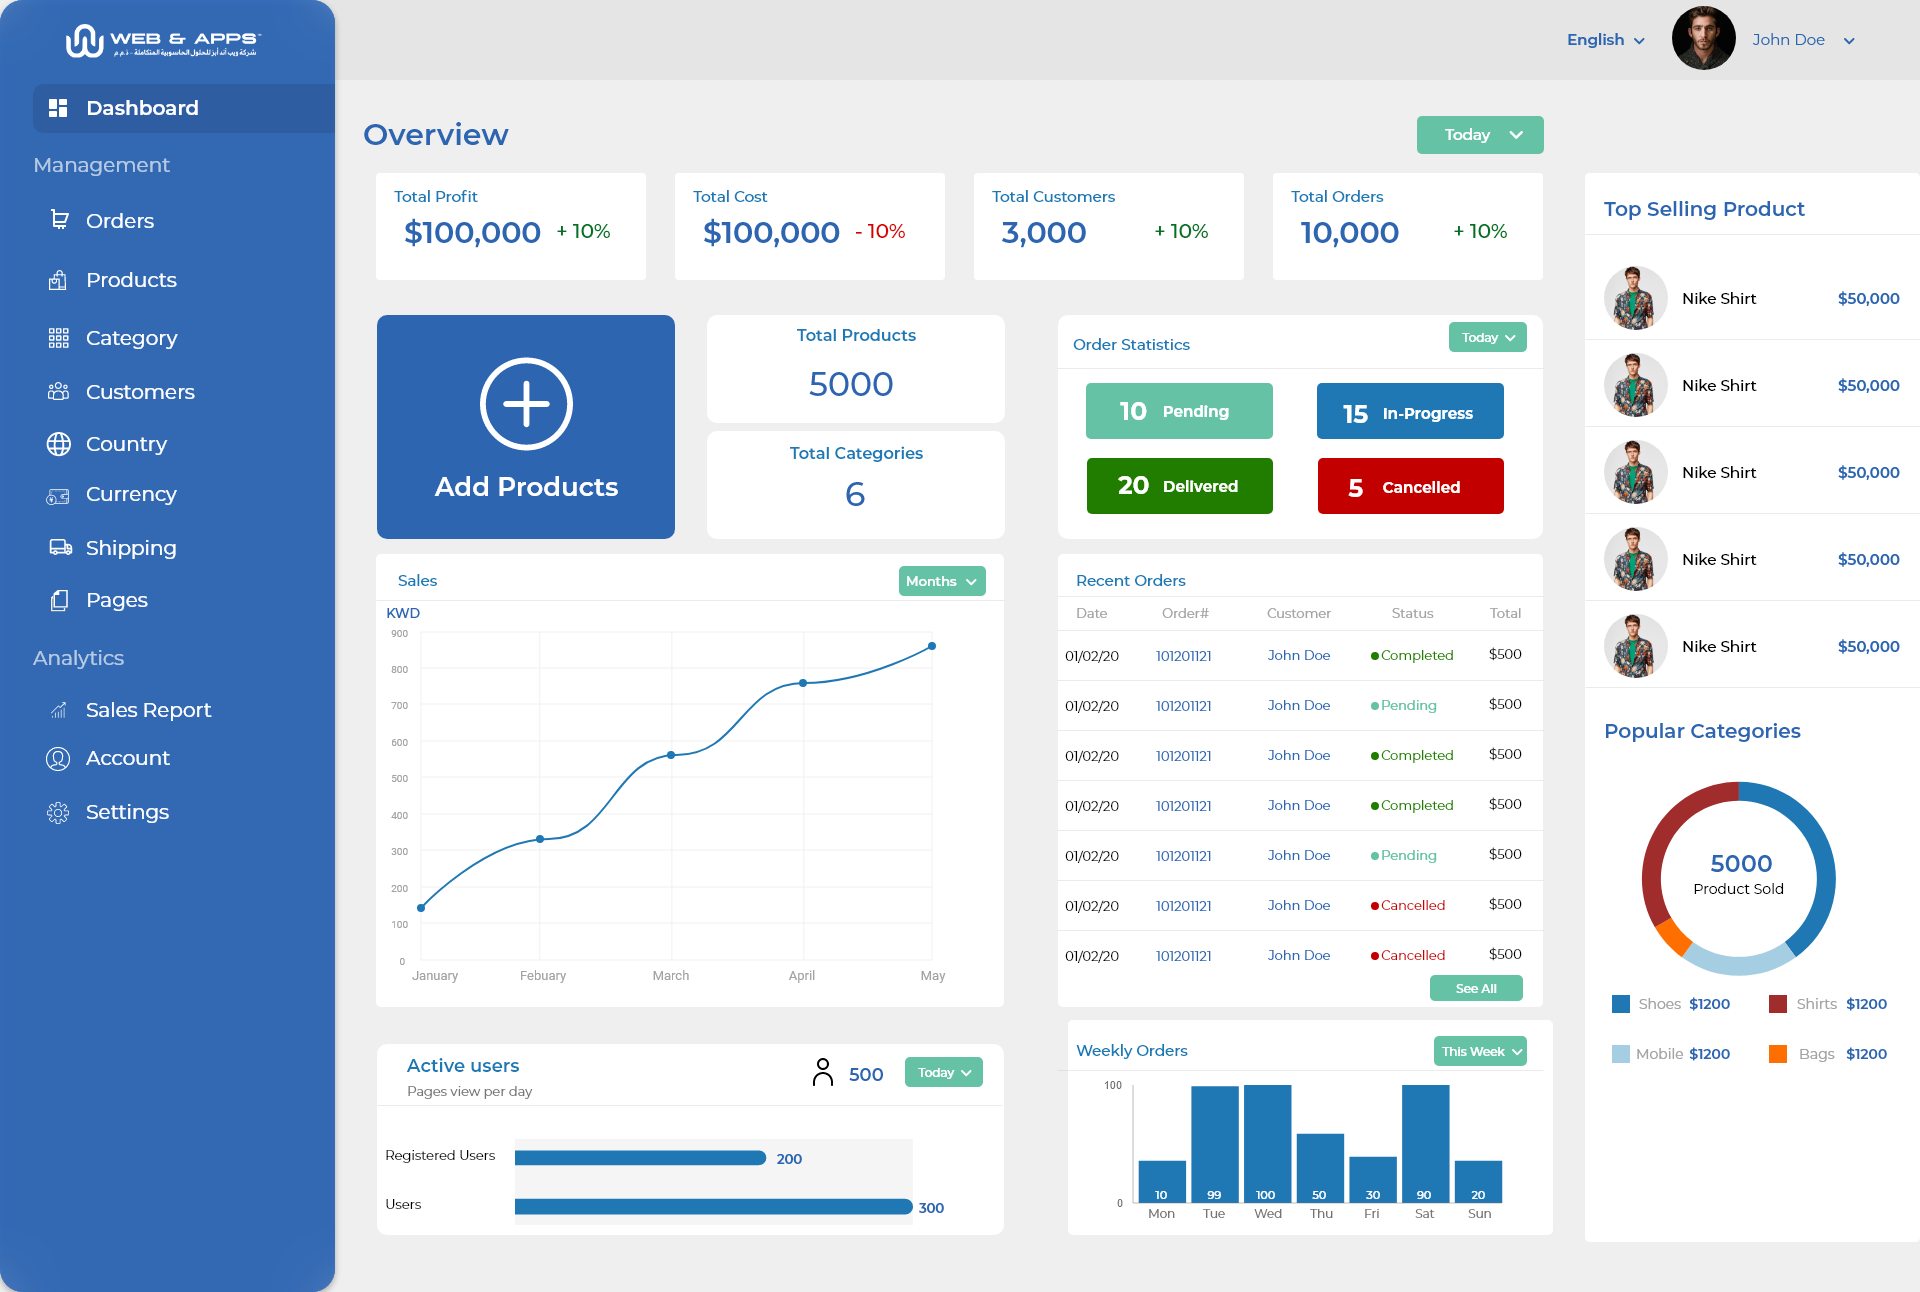 WEB & APPS
شركة ويب أند أبز للحلول الحاسوبية المتكاملة - ذ.م.م
Dashboard
Management
Orders
Products
Category
Customers
Country
Currency
Shipping
Pages
Analytics
Sales Report
Account
Settings
English
John Doe
Overview
Today
Total Profit
$100,000 + 10%
Total Cost
$100,000 - 10%
Total Customers
3,000 + 10%
Total Orders
10,000 + 10%
Add Products
Total Products
5000
Total Categories
6
Order Statistics
Today
10 Pending
15 In-Progress
20 Delivered
5 Cancelled
Sales
Months
KWD
900
800
700
600
500
400
300
200
100
0
January Febuary March April May
Recent Orders
Date Order# Customer Status Total
01/02/20 101201121 John Doe Completed $500
01/02/20 101201121 John Doe Pending $500
01/02/20 101201121 John Doe Completed $500
01/02/20 101201121 John Doe Completed $500
01/02/20 101201121 John Doe Pending $500
01/02/20 101201121 John Doe Cancelled $500
01/02/20 101201121 John Doe Cancelled $500
See All
Active users
Pages view per day
500
Today
Registered Users 200
Users 300
Weekly Orders
This Week
100
0
10 99 100 50 30 90 20
Mon Tue Wed Thu Fri Sat Sun
Top Selling Product
Nike Shirt $50,000
Nike Shirt $50,000
Nike Shirt $50,000
Nike Shirt $50,000
Nike Shirt $50,000
Popular Categories
5000
Product Sold
Shoes $1200
Shirts $1200
Mobile $1200
Bags $1200